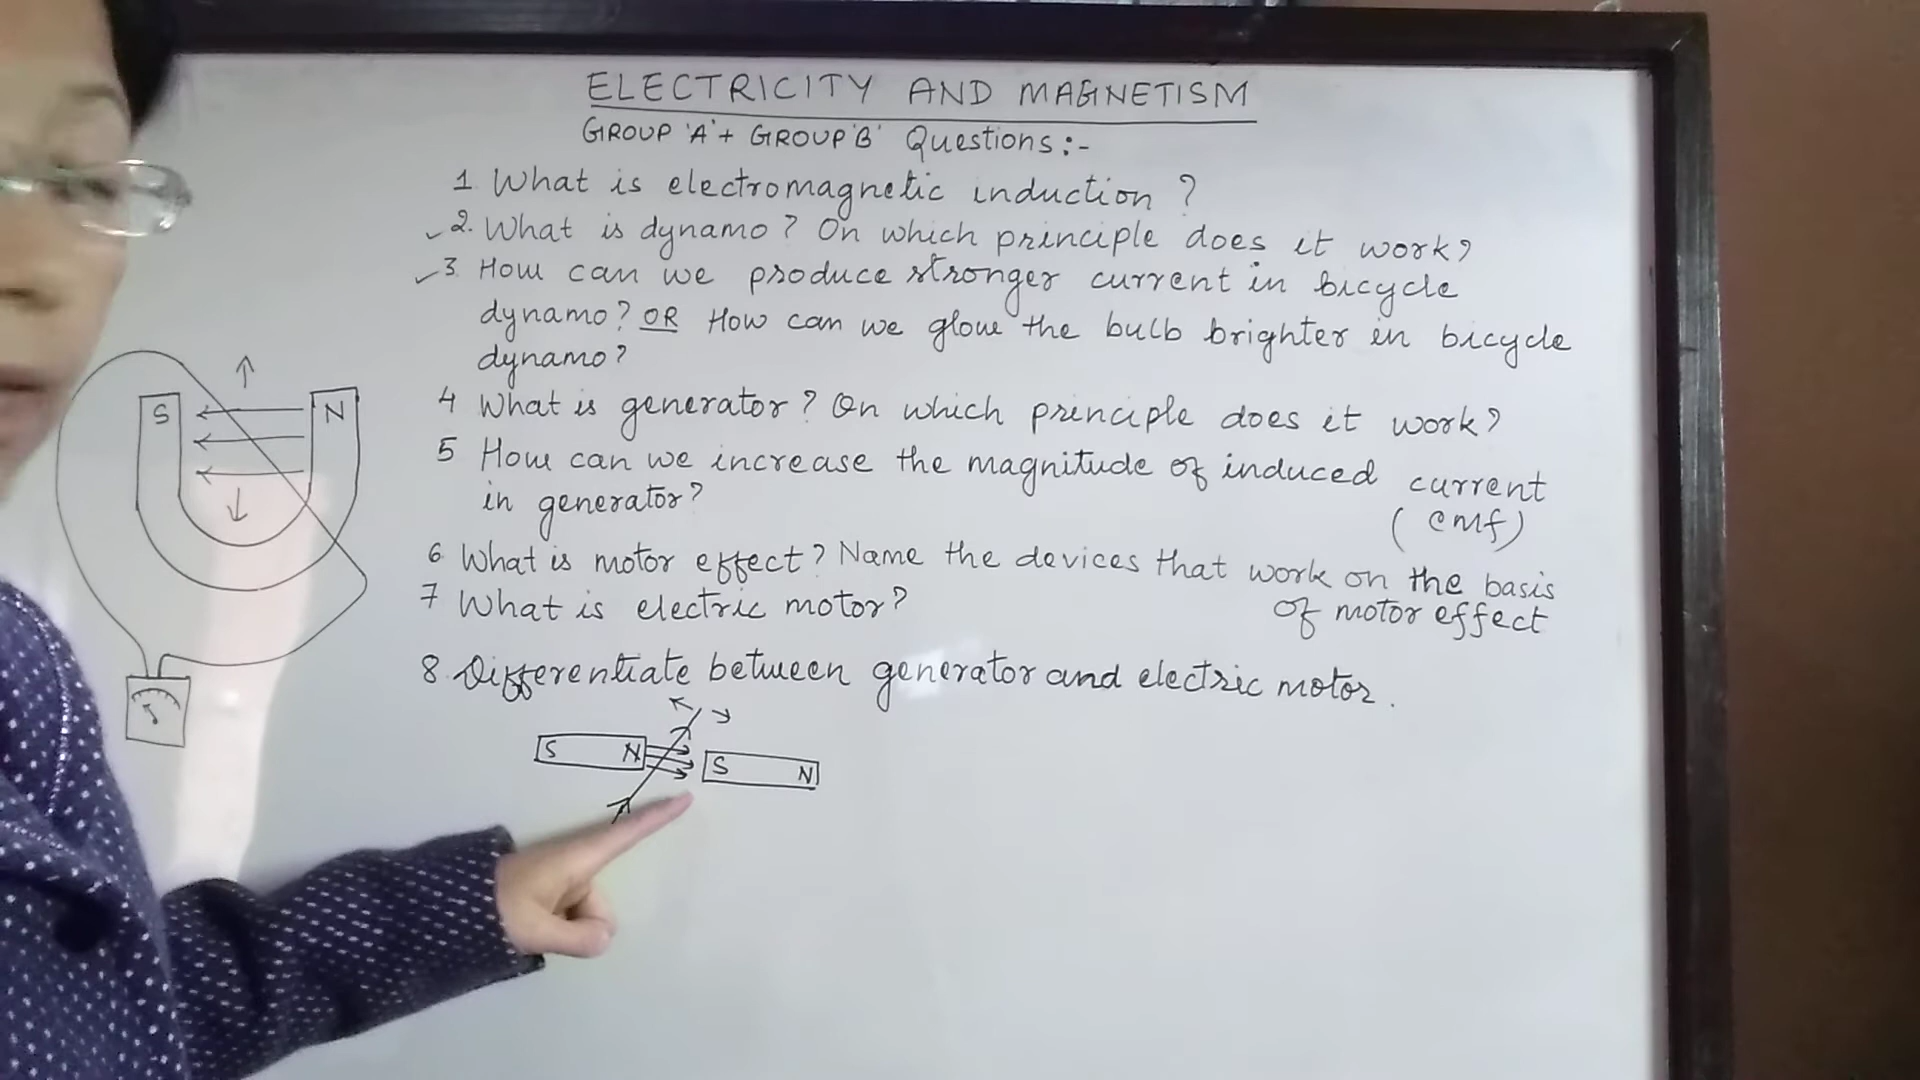 ELECTRICITY AND MAGNETISM
GROUP 'A' + GROUP 'B' Questions :-
1 What is electromagnetic induction ?
2. What is dynamo? On which principle does it work?
3. How can we produce stronger current in bicycle
dynamo? OR How can we glow the bulb brighter in bicycle
dynamo?
4 What is generator? On which principle does it work?
5 How can we increase the magnitude of induced current
in generator? (emf)
6 What is motor effect? Name the devices that work on the basis
of motor effect
7 What is electric motor?
8. Differentiate between generator and electric motor.
S N
S N S N